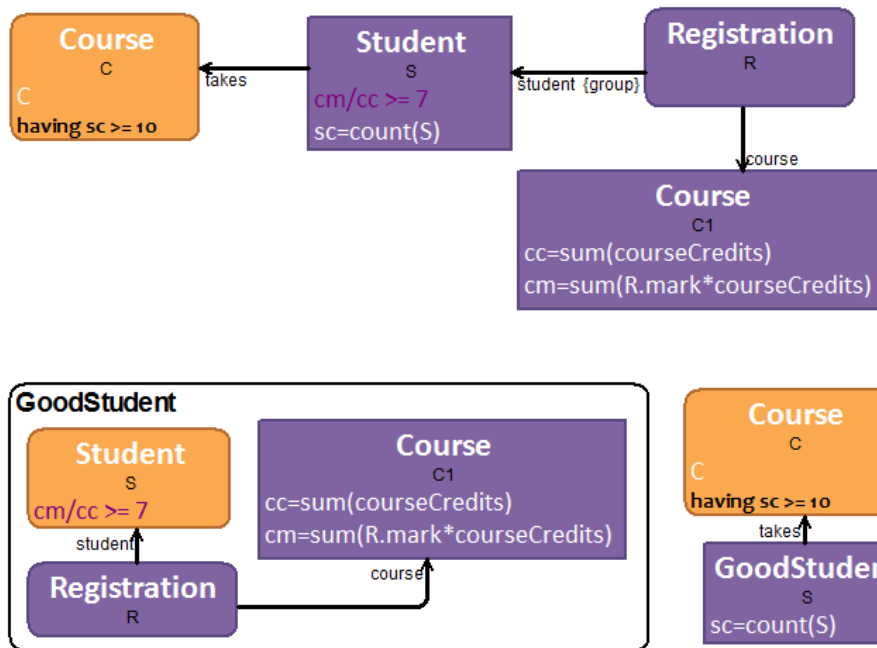 Course
C
C
having sc >= 10
takes
Student
S
cm/cc >= 7
sc=count(S)
student {group}
Registration
R
course
Course
C1
cc=sum(courseCredits)
cm=sum(R.mark*courseCredits)
GoodStudent
Student
S
cm/cc >= 7
student
Registration
R
course
Course
C1
cc=sum(courseCredits)
cm=sum(R.mark*courseCredits)
Course
C
C
having sc >= 10
takes
GoodStuden
S
sc=count(S)